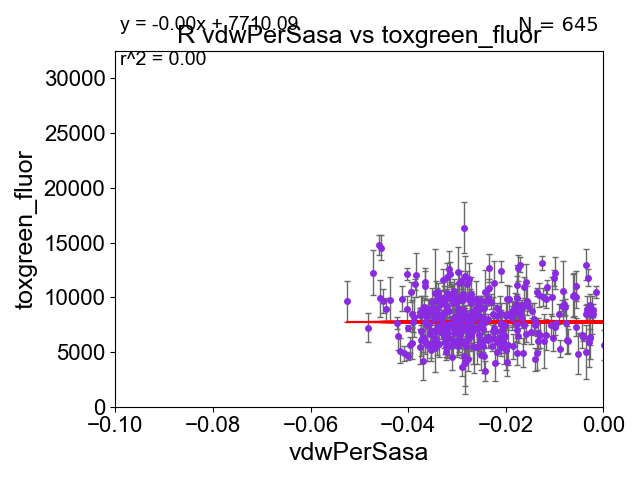 y = -0.00x + 7710.09
N = 645
R vdwPerSasa vs toxgreen_fluor
r^2 = 0.00
30000
25000
20000
15000
10000
5000
0
toxgreen_fluor
−0.10 −0.08 −0.06 −0.04 −0.02 0.00
vdwPerSasa